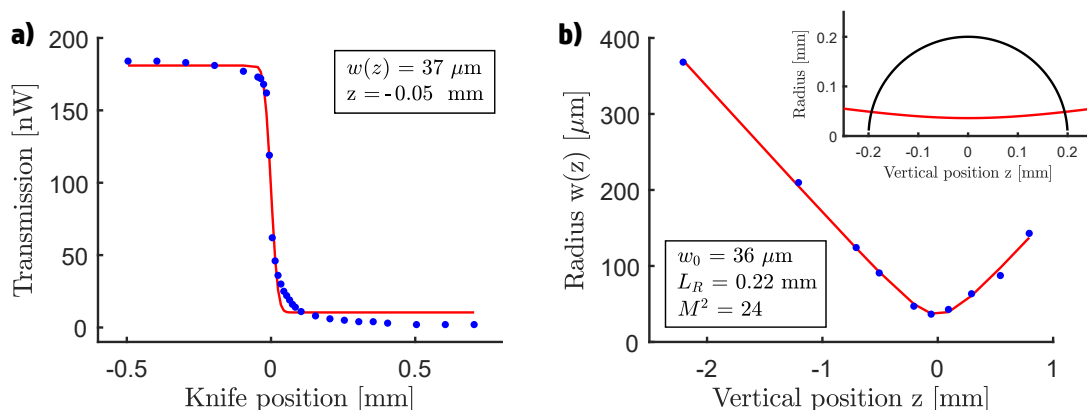 a)
200
150
100
50
0
Transmission [nW]
w(z) = 37 μm
z = -0.05 mm
-0.5
0
0.5
Knife position [mm]
b)
400
300
200
100
0
Radius w(z) [μm]
w₀ = 36 μm
L_R = 0.22 mm
M² = 24
-2
-1
0
1
Vertical position z [mm]
0.2
0.1
0
Radius [mm]
-0.2
-0.1
0
0.1
0.2
Vertical position z [mm]